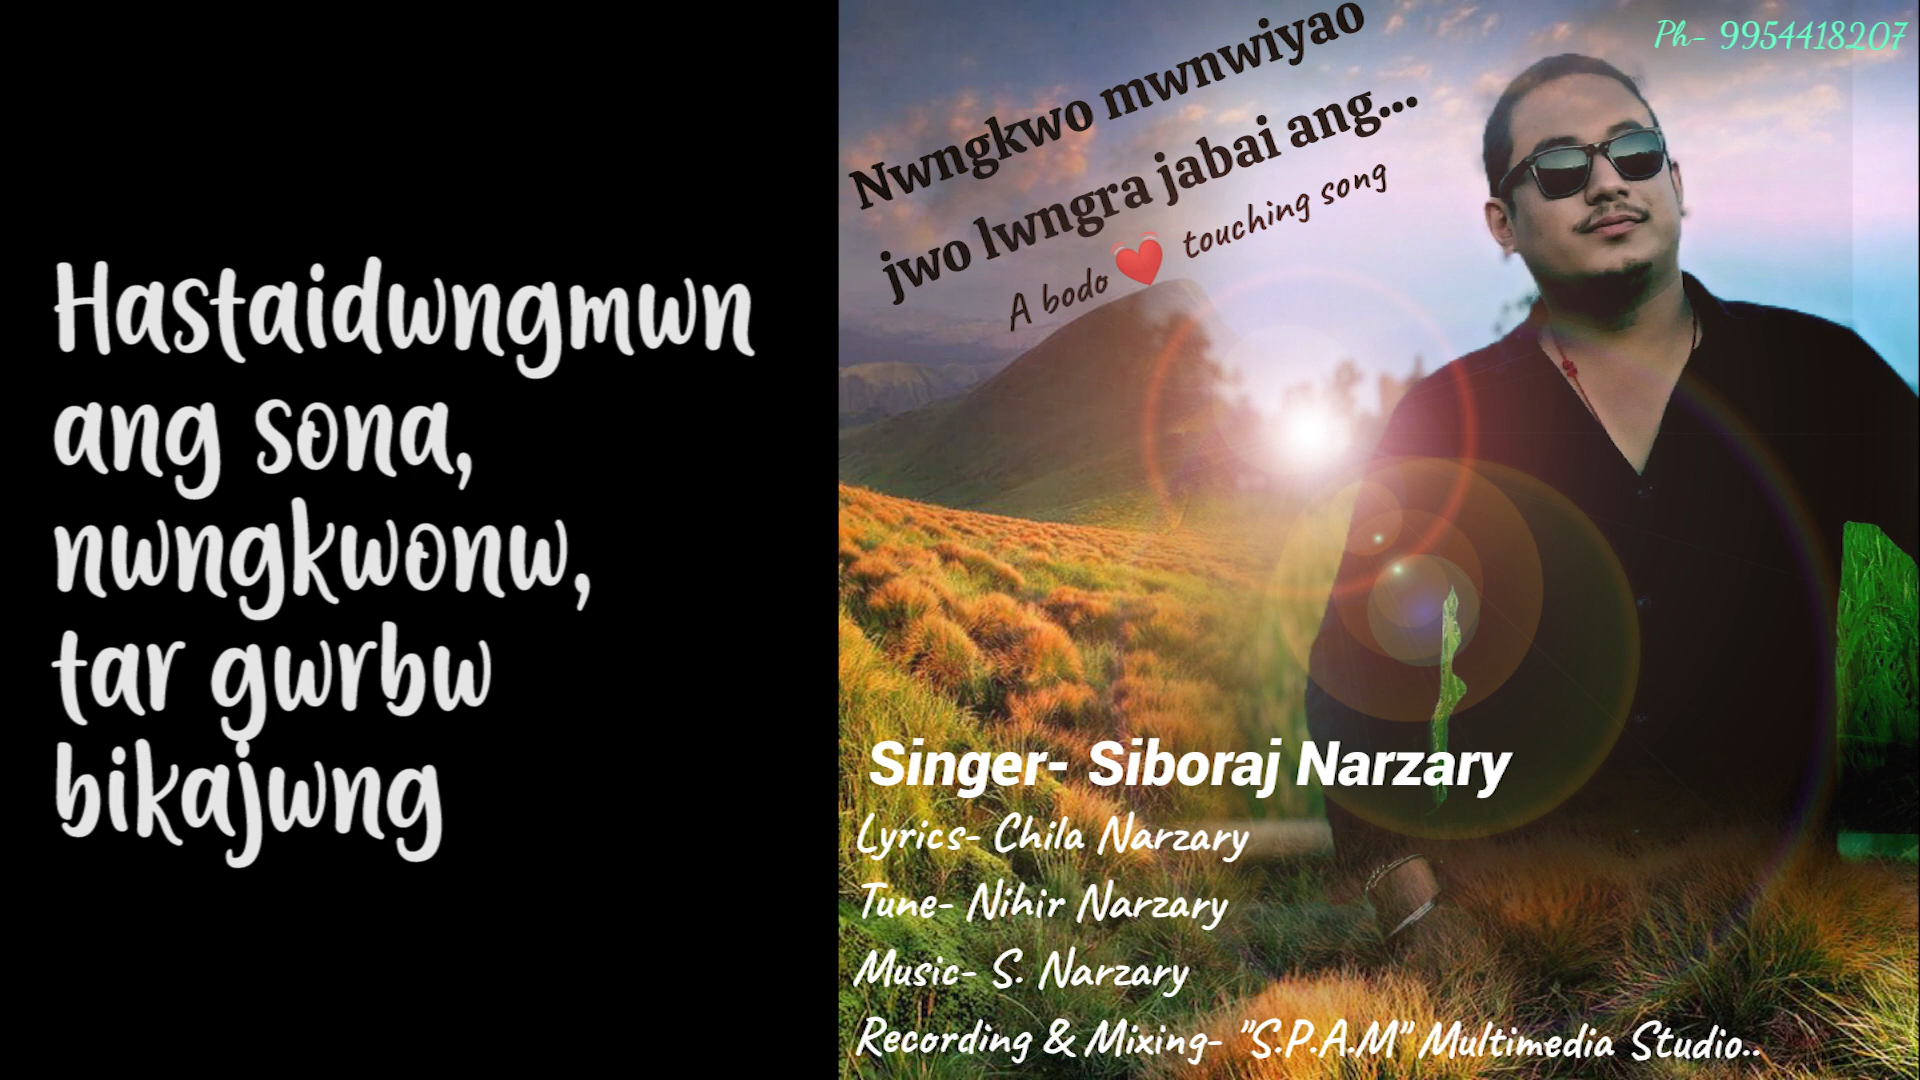 Hastaidwngmwn
ang sona,
nwngkwonw,
tar gwrbw
bikajwng
Ph- 9954418207
Nwngkwo mwnwiyao
jwo lwngra jabai ang...
A bodo ❤ touching song
Singer- Siboraj Narzary
Lyrics- Chila Narzary
Tune- Nihir Narzary
Music- S. Narzary
Recording & Mixing- "S.P.A.M" Multimedia Studio..